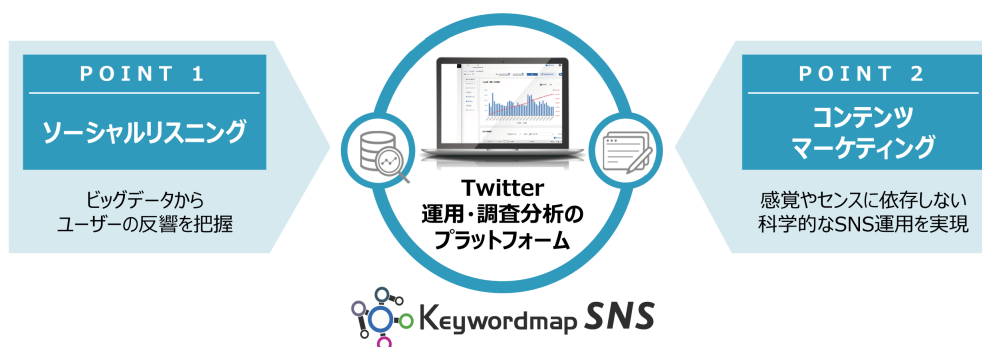 POINT 1
ソーシャルリスニング
ビッグデータから
ユーザーの反響を把握
Twitter
運用・調査分析の
プラットフォーム
POINT 2
コンテンツ
マーケティング
感覚やセンスに依存しない
科学的なSNS運用を実現
Keywordmap SNS